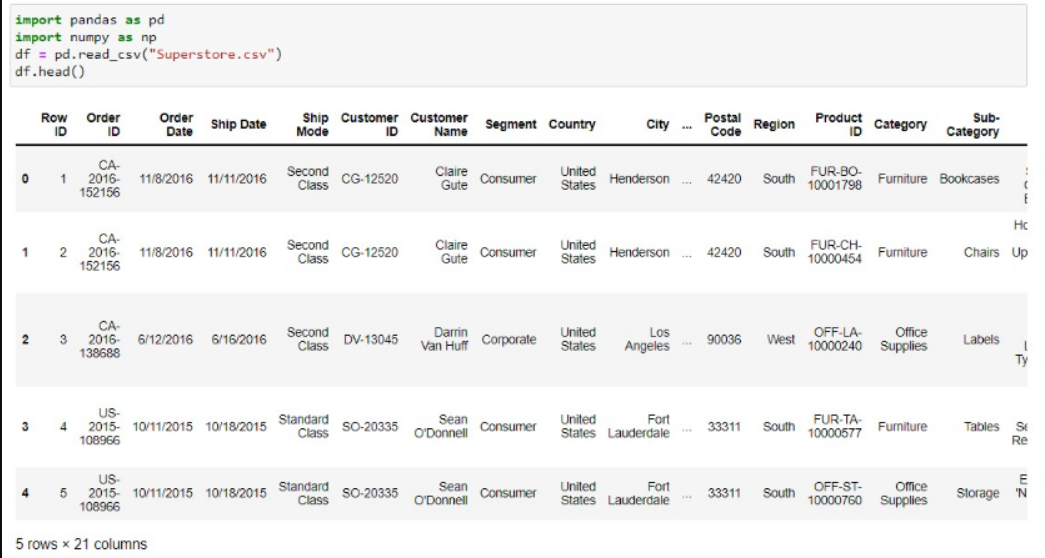 import pandas as pd
import numpy as np
df = pd.read_csv("Superstore.csv")
df.head()
Row ID Order ID Order Date Ship Date Ship Mode Customer ID Customer Name Segment Country City ... Postal Code Region Product ID Category Sub-Category
0 1 CA-2016-152156 11/8/2016 11/11/2016 Second Class CG-12520 Claire Gute Consumer United States Henderson ... 42420 South FUR-BO-10001798 Furniture Bookcases
1 2 CA-2016-152156 11/8/2016 11/11/2016 Second Class CG-12520 Claire Gute Consumer United States Henderson ... 42420 South FUR-CH-10000454 Furniture Chairs Up
2 3 CA-2016-138688 6/12/2016 6/16/2016 Second Class DV-13045 Darrin Van Huff Corporate United States Los Angeles ... 90036 West OFF-LA-10000240 Office Supplies Labels
3 4 US-2015-108966 10/11/2015 10/18/2015 Standard Class SO-20335 Sean O'Donnell Consumer United States Fort Lauderdale ... 33311 South FUR-TA-10000577 Furniture Tables
4 5 US-2015-108966 10/11/2015 10/18/2015 Standard Class SO-20335 Sean O'Donnell Consumer United States Fort Lauderdale ... 33311 South OFF-ST-10000760 Office Supplies Storage
5 rows × 21 columns